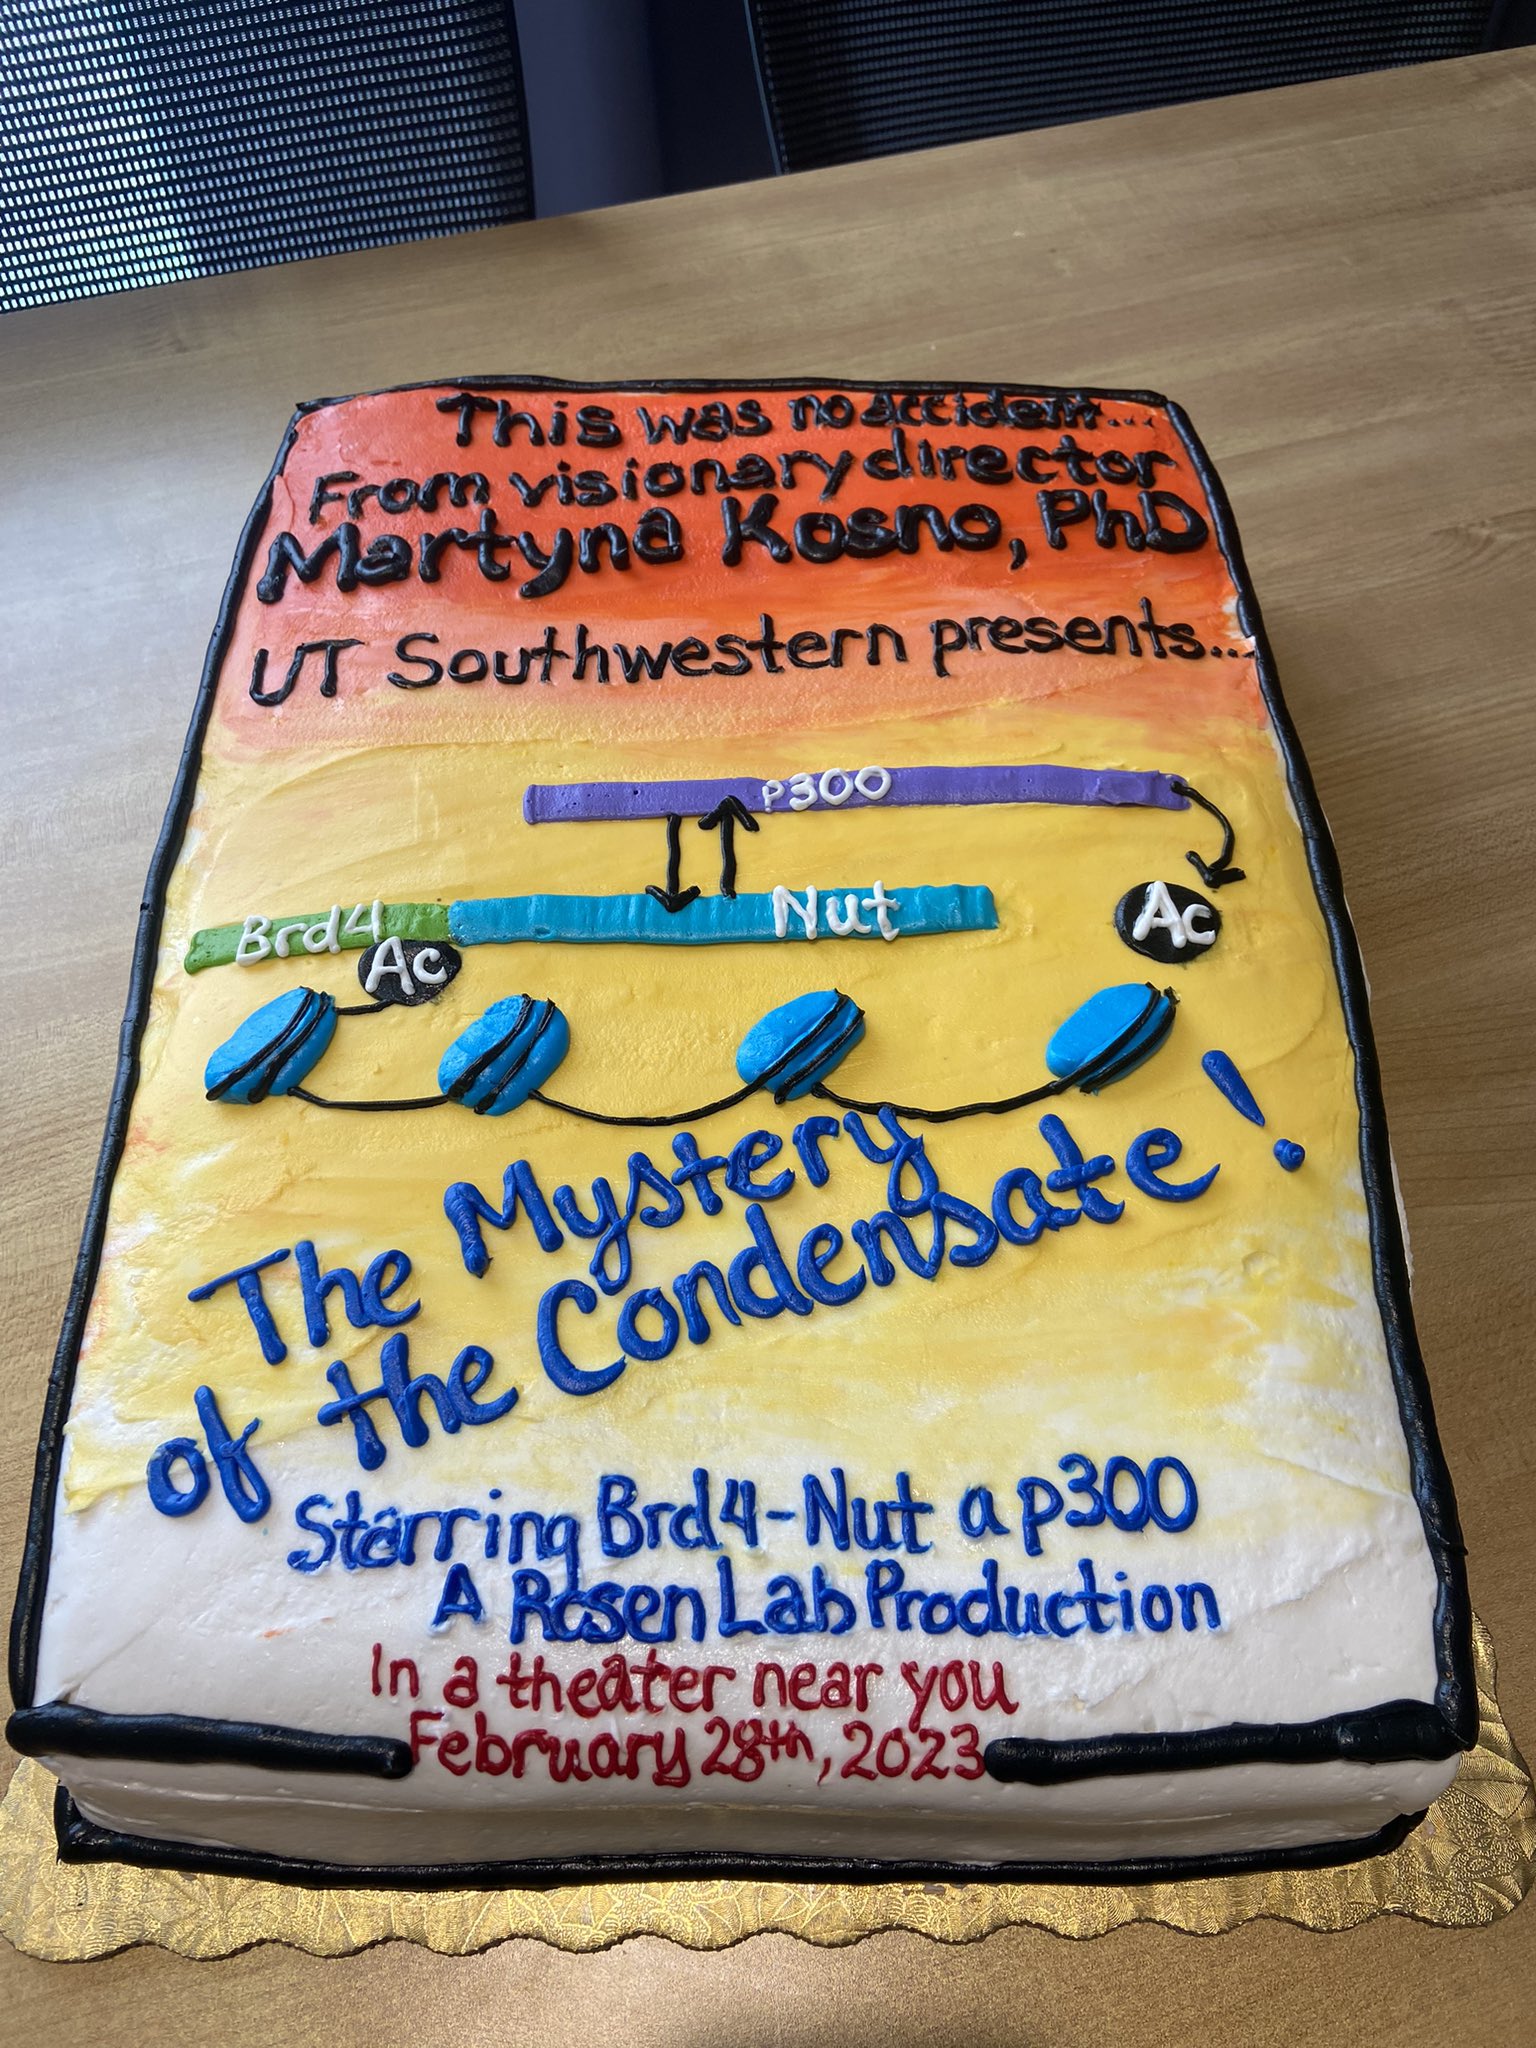 This was no accident...
From visionary director
Martyna Kosno, PhD
UT Southwestern presents...
P300
Brd4 Nut
Ac Ac
The Mystery
of the Condensate!
Starring Brd4-Nut a p300
A Rosen Lab Production
In a theater near you
February 28th, 2023